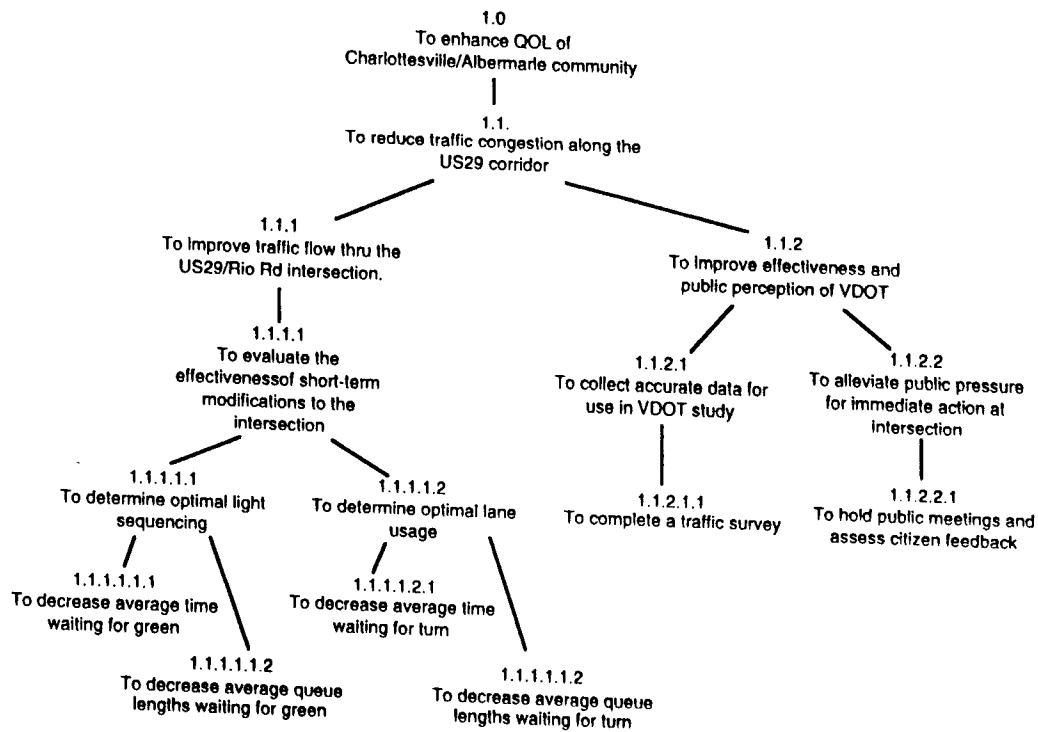 1.0
To enhance QOL of
Charlottesville/Albermarle community
1.1.
To reduce traffic congestion along the
US29 corridor
1.1.1
To improve traffic flow thru the
US29/Rio Rd intersection.
1.1.2
To improve effectiveness and
public perception of VDOT
1.1.1.1
To evaluate the
effectivenessof short-term
modifications to the
intersection
1.1.2.1
To collect accurate data for
use in VDOT study
1.1.2.2
To alleviate public pressure
for immediate action at
intersection
1.1.1.1.1
To determine optimal light
sequencing
1.1.1.1.2
To determine optimal lane
usage
1.1.2.1.1
To complete a traffic survey
1.1.2.2.1
To hold public meetings and
assess citizen feedback
1.1.1.1.1.1
To decrease average time
waiting for green
1.1.1.1.2.1
To decrease average time
waiting for turn
1.1.1.1.1.2
To decrease average queue
lengths waiting for green
1.1.1.1.1.2
To decrease average queue
lengths waiting for turn